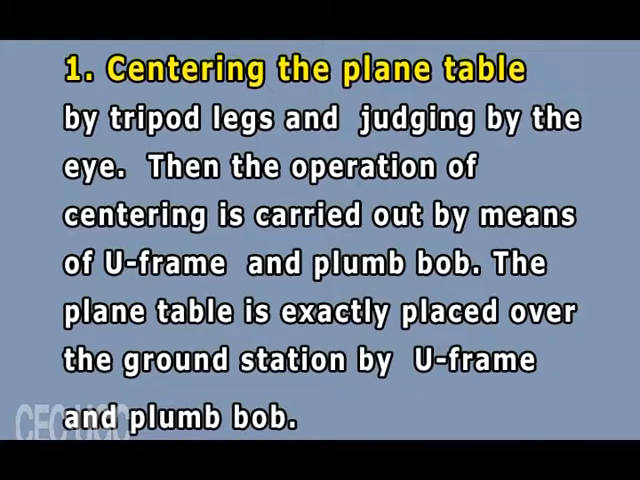 1. Centering the plane table
by tripod legs and judging by the
eye. Then the operation of
centering is carried out by means
of U-frame and plumb bob. The
plane table is exactly placed over
the ground station by U-frame
and plumb bob.
CEC-UGC